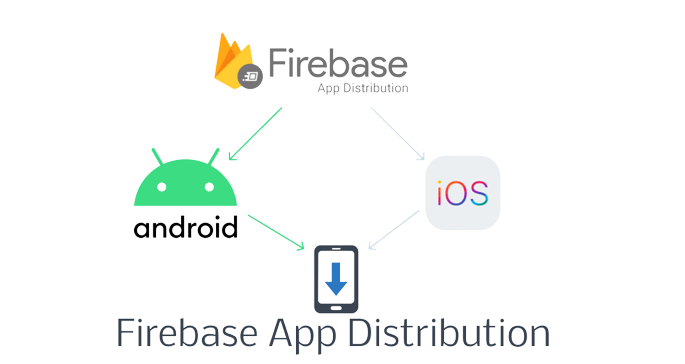 Firebase
App Distribution
android
iOS
Firebase App Distribution